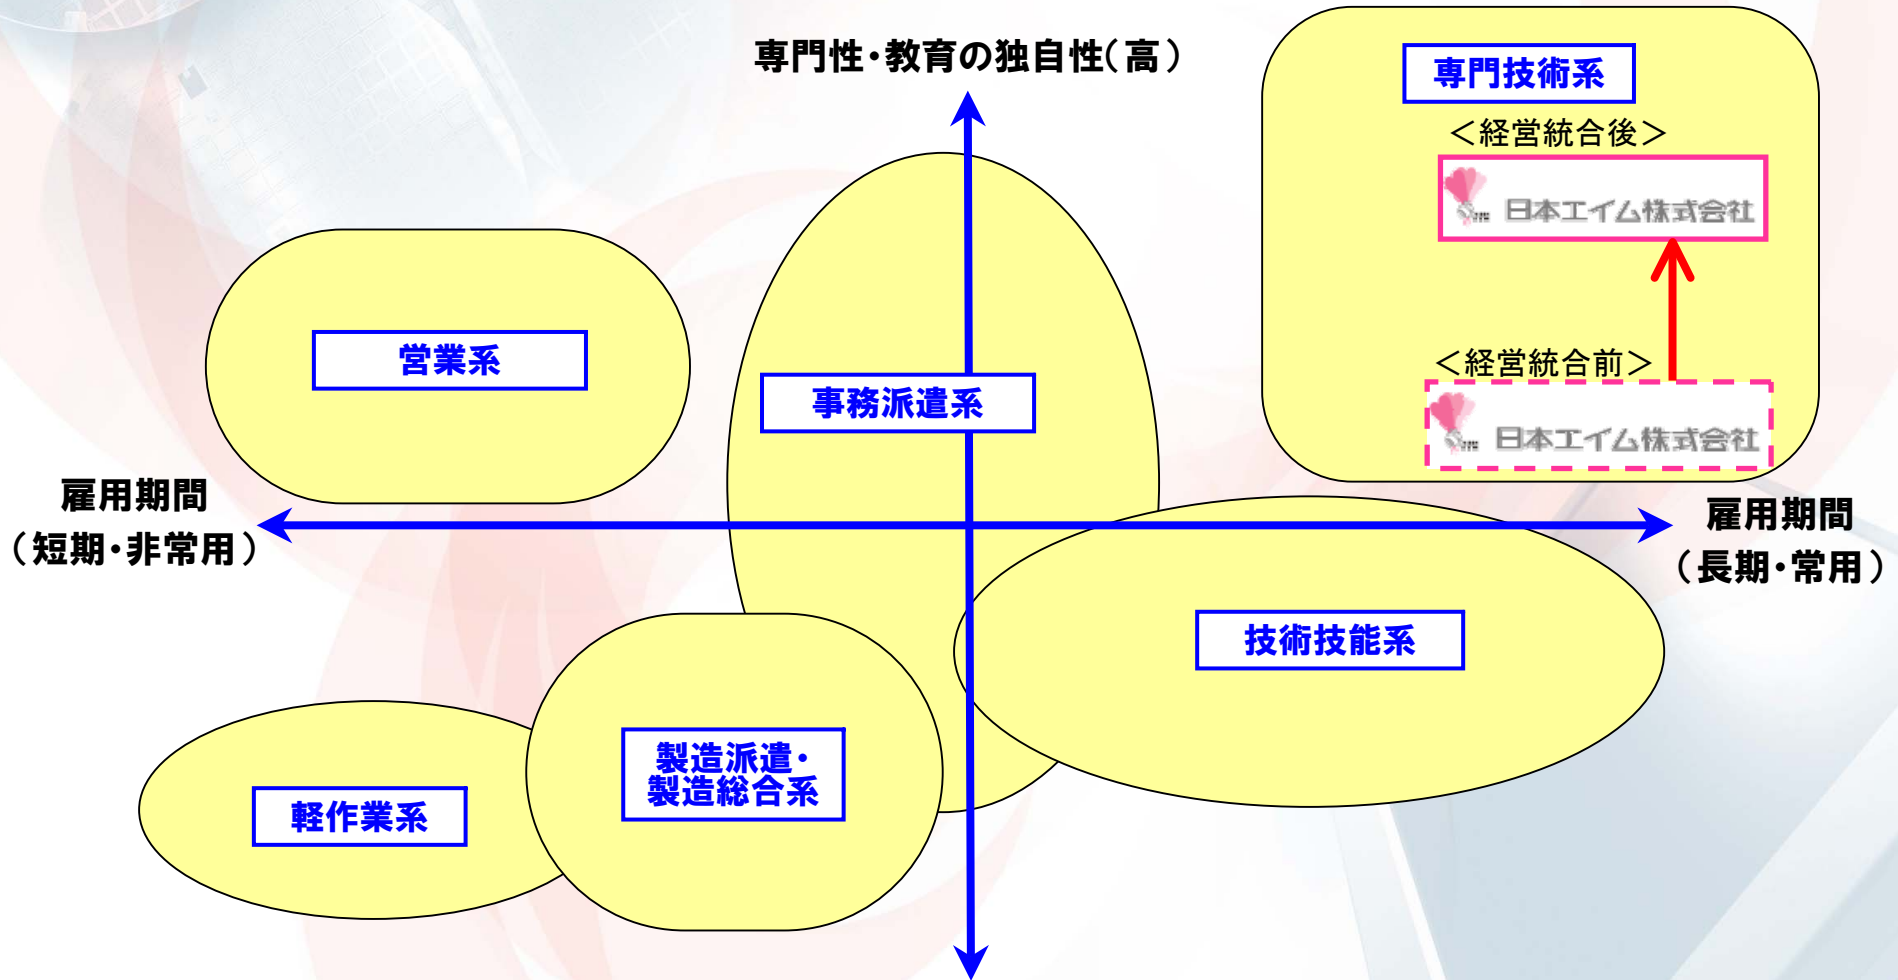 専門性・教育の独自性(高)
専門技術系
＜経営統合後＞
日本エイム株式会社
営業系
＜経営統合前＞
事務派遣系
日本エイム株式会社
雇用期間
(短期・非常用)
雇用期間
(長期・常用)
技術技能系
製造派遣・
製造総合系
軽作業系